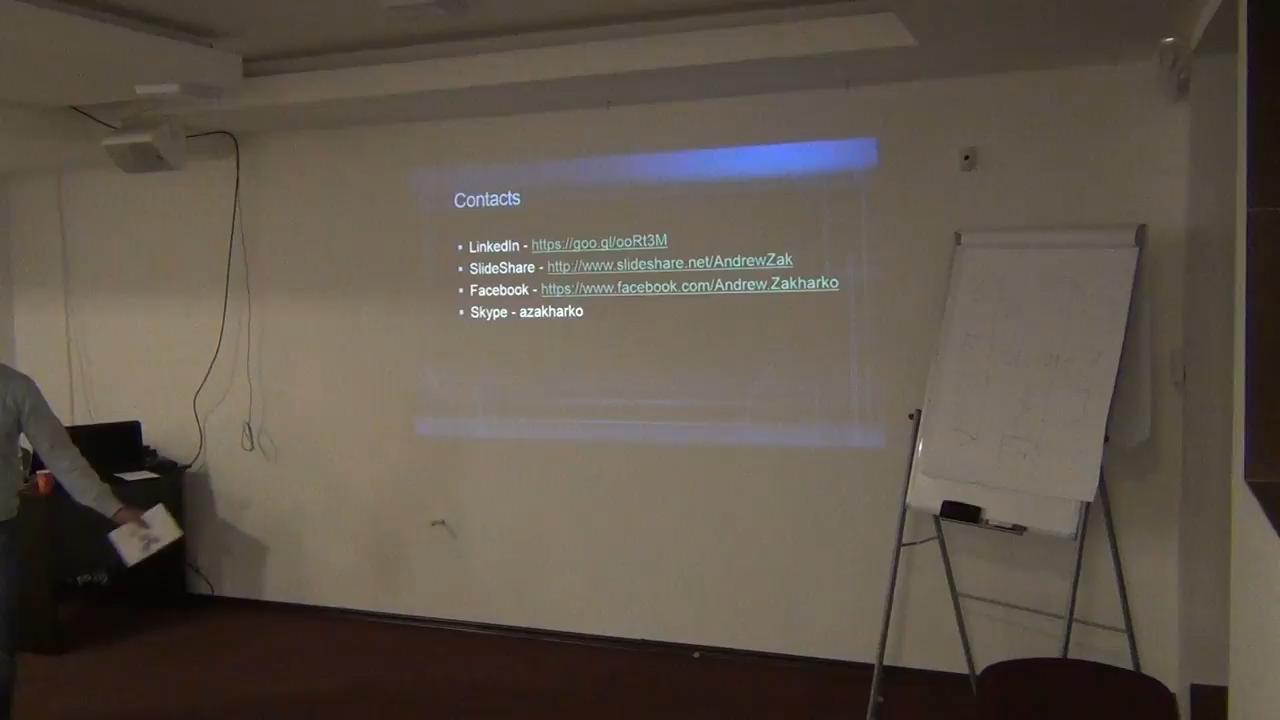 Contacts
▪ LinkedIn - https://goo.gl/ooRt3M
▪ SlideShare - http://www.slideshare.net/AndrewZak
▪ Facebook - https://www.facebook.com/Andrew.Zakharko
▪ Skype - azakharko